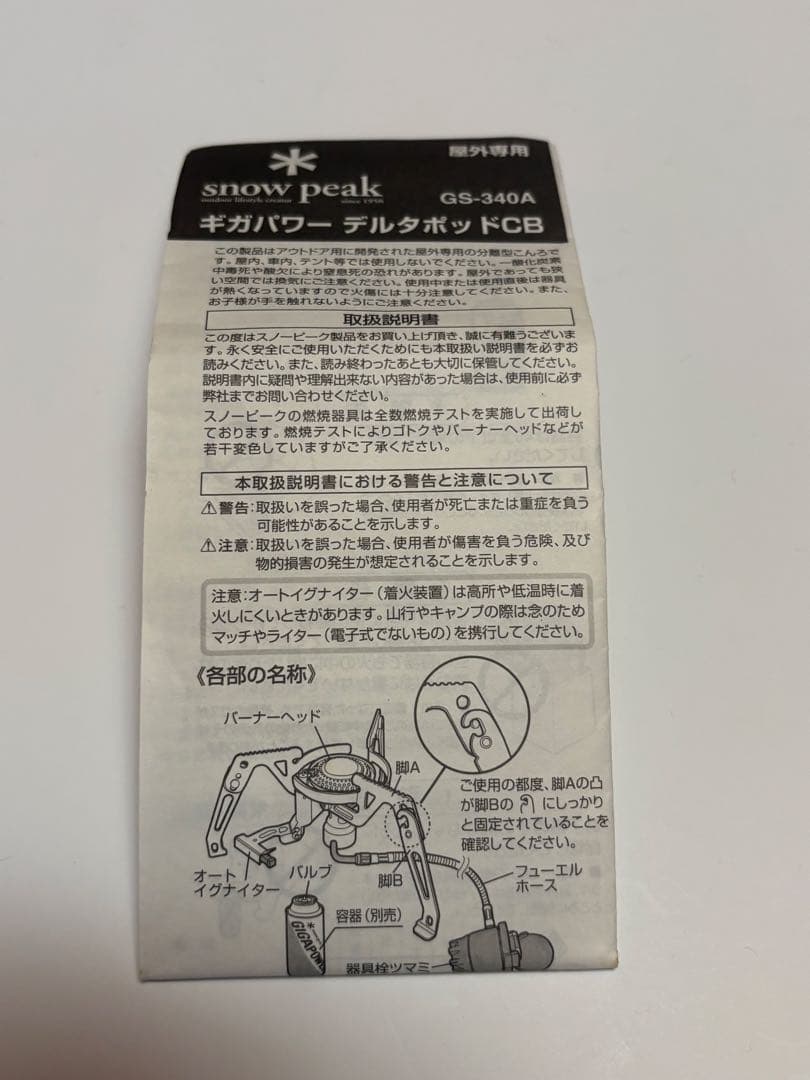 屋外専用
snow peak
outdoor lifestyle creator since 1958
GS-340A
ギガパワー デルタポッドCB
この製品はアウトドア用に開発された屋外専用の分離型こんろで
す。屋内、車内、テント等では使用しないでください。一酸化炭素
中毒死や酸欠により窒息死の恐れがあります。屋外であっても狭
い空間では換気にご注意ください。使用中または使用直後は器具
が熱くなっていますので火傷には十分注意してください。また、
お子様が手を触れないようにご注意ください。
取扱説明書
この度はスノーピーク製品をお買い上げ頂き、誠に有難うございま
す。永く安全にご使用いただくためにも本取扱い説明書を必ずお
読みください。また、読み終わったあとも大切に保管してください。
説明書内に疑問や理解出来ない内容があった場合は、使用前に必ず
弊社までお問い合わせください。
スノーピークの燃焼器具は全数燃焼テストを実施して出荷し
ております。燃焼テストによりゴトクやバーナーヘッドなどが
若干変色していますがご了承ください。
本取扱説明書における警告と注意について
⚠警告:取扱いを誤った場合、使用者が死亡または重症を負う
可能性があることを示します。
⚠注意:取扱いを誤った場合、使用者が傷害を負う危険、及び
物的損害の発生が想定されることを示します。
注意:オートイグナイター(着火装置)は高所や低温時に着
火しにくいときがあります。山行やキャンプの際は念のため
マッチやライター(電子式でないもの)を携行してください。
《各部の名称》
バーナーヘッド
脚A
ご使用の都度、脚Aの凸
が脚Bの にしっかり
と固定されていることを
確認してください。
オート
イグナイター
バルブ
脚B
フューエル
ホース
容器(別売)
GIGAPOWE
器具栓ツマミ